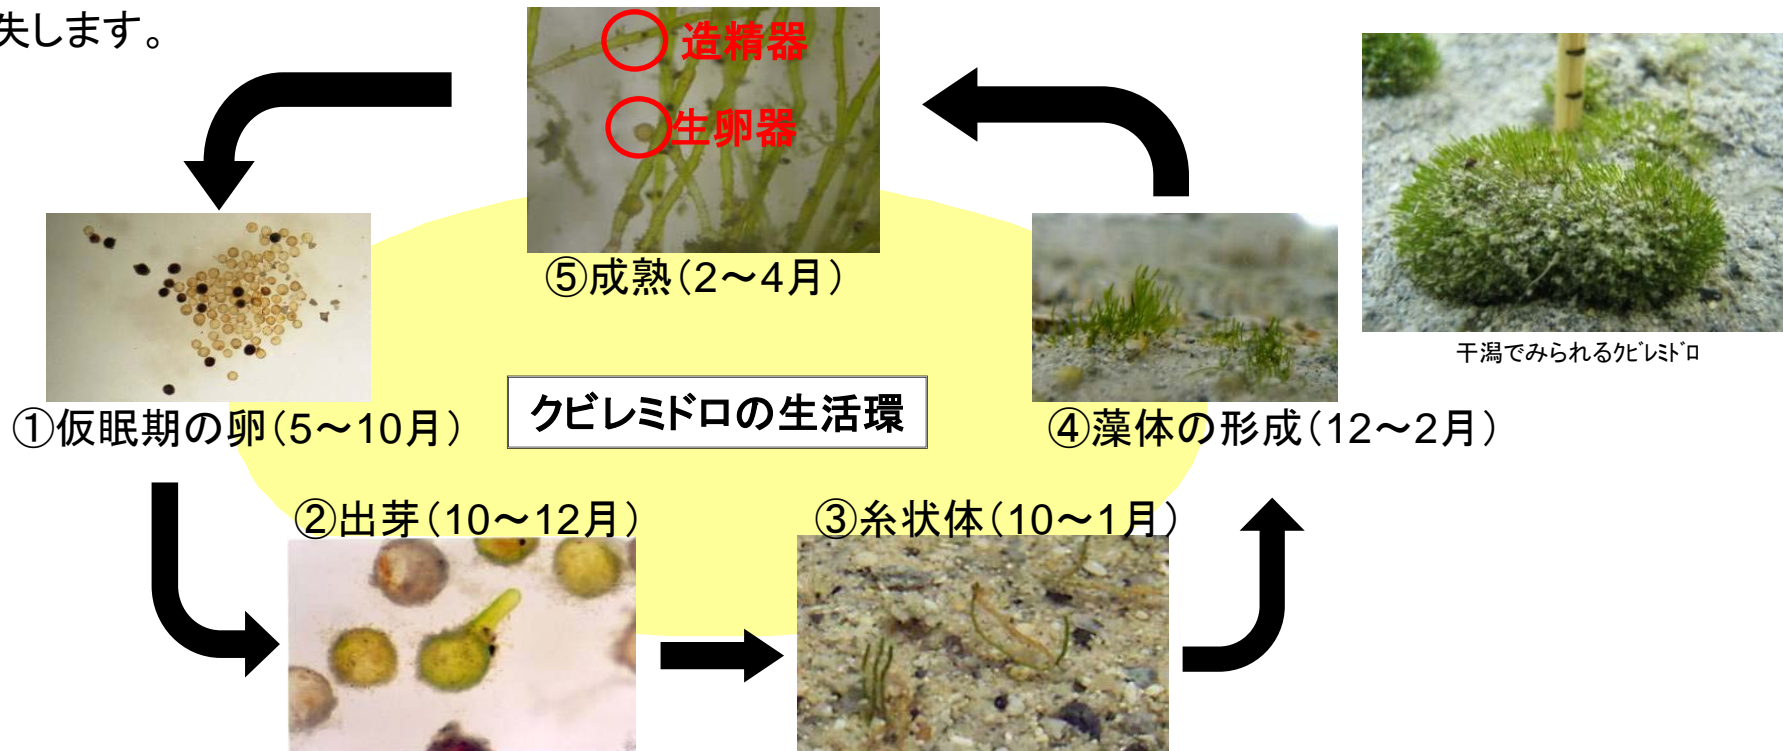 失します。
造精器
生卵器
⑤成熟(2～4月)
干潟でみられるｸﾋﾞﾚﾐﾄﾞﾛ
クビレミドロの生活環
①仮眠期の卵(5～10月)
④藻体の形成(12～2月)
②出芽(10～12月)
③糸状体(10～1月)